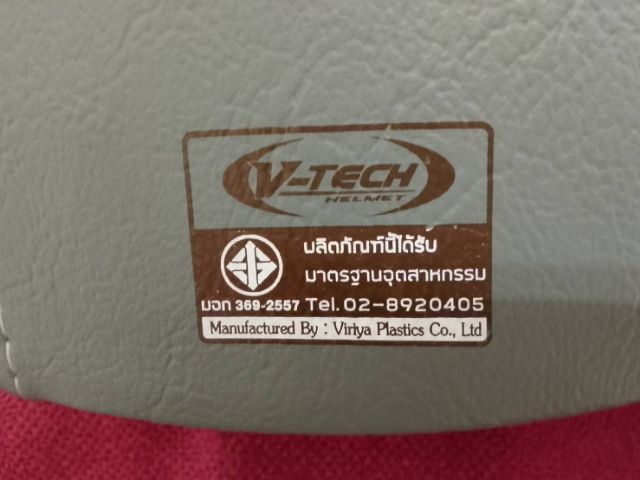 V-TECH
HELMET
ผลิตภัณฑ์นี้ได้รับ
มาตรฐานอุตสาหกรรม
มอก 369-2557 Tel. 02-8920405
Manufactured By : Viriya Plastics Co., Ltd